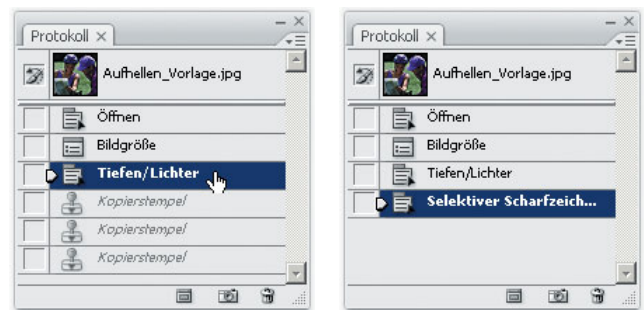 Protokoll
Aufhellen_Vorlage.jpg
Öffnen
Bildgröße
Tiefen/Lichter
Kopierstempel
Kopierstempel
Kopierstempel
Protokoll
Aufhellen_Vorlage.jpg
Öffnen
Bildgröße
Tiefen/Lichter
Selektiver Scharfzeich...